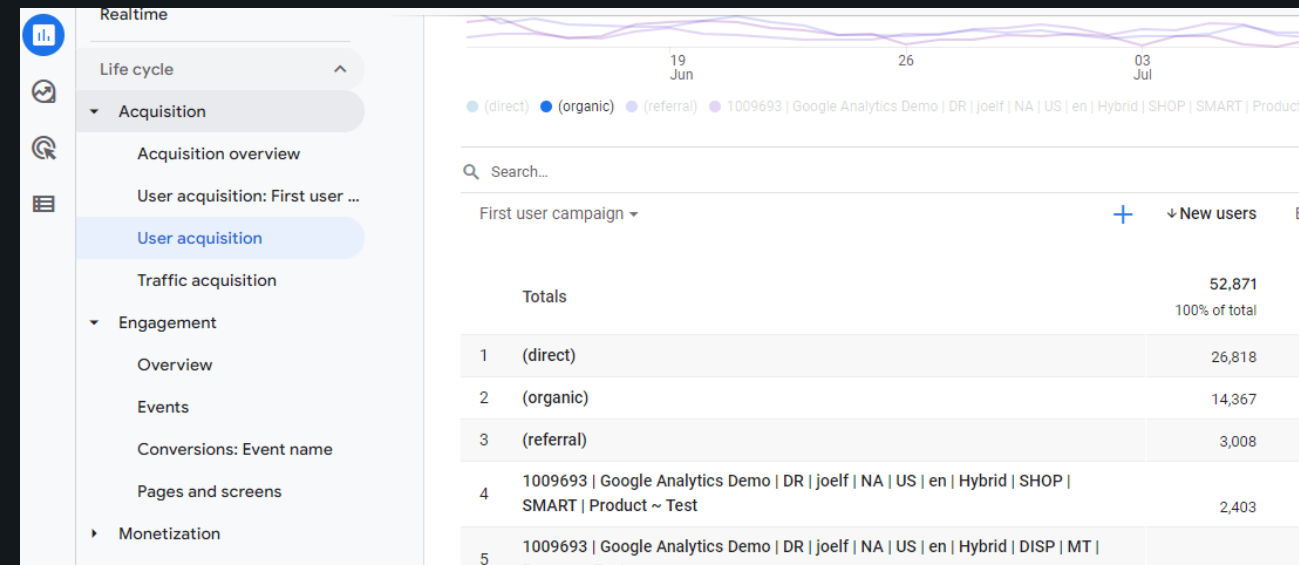 Realtime
Life cycle
Acquisition
Acquisition overview
User acquisition: First user ...
User acquisition
Traffic acquisition
Engagement
Overview
Events
Conversions: Event name
Pages and screens
Monetization
19
Jun
26
03
Jul
(direct) (organic) (referral) 1009693 | Google Analytics Demo | DR | joelf | NA | US | en | Hybrid | SHOP | SMART | Product
Search...
First user campaign
New users
Totals
52,871
100% of total
1 (direct) 26,818
2 (organic) 14,367
3 (referral) 3,008
4 1009693 | Google Analytics Demo | DR | joelf | NA | US | en | Hybrid | SHOP |
SMART | Product ~ Test 2,403
5 1009693 | Google Analytics Demo | DR | joelf | NA | US | en | Hybrid | DISP | MT |